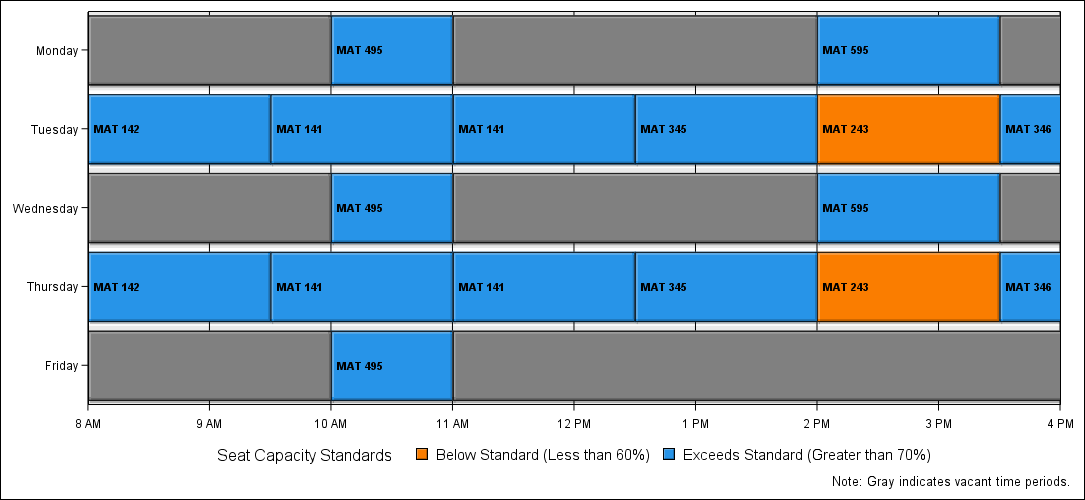 Monday MAT 495 MAT 595
Tuesday MAT 142 MAT 141 MAT 141 MAT 345 MAT 243 MAT 346
Wednesday MAT 495 MAT 595
Thursday MAT 142 MAT 141 MAT 141 MAT 345 MAT 243 MAT 346
Friday MAT 495
8 AM 9 AM 10 AM 11 AM 12 PM 1 PM 2 PM 3 PM 4 PM
Seat Capacity Standards Below Standard (Less than 60%) Exceeds Standard (Greater than 70%)
Note: Gray indicates vacant time periods.